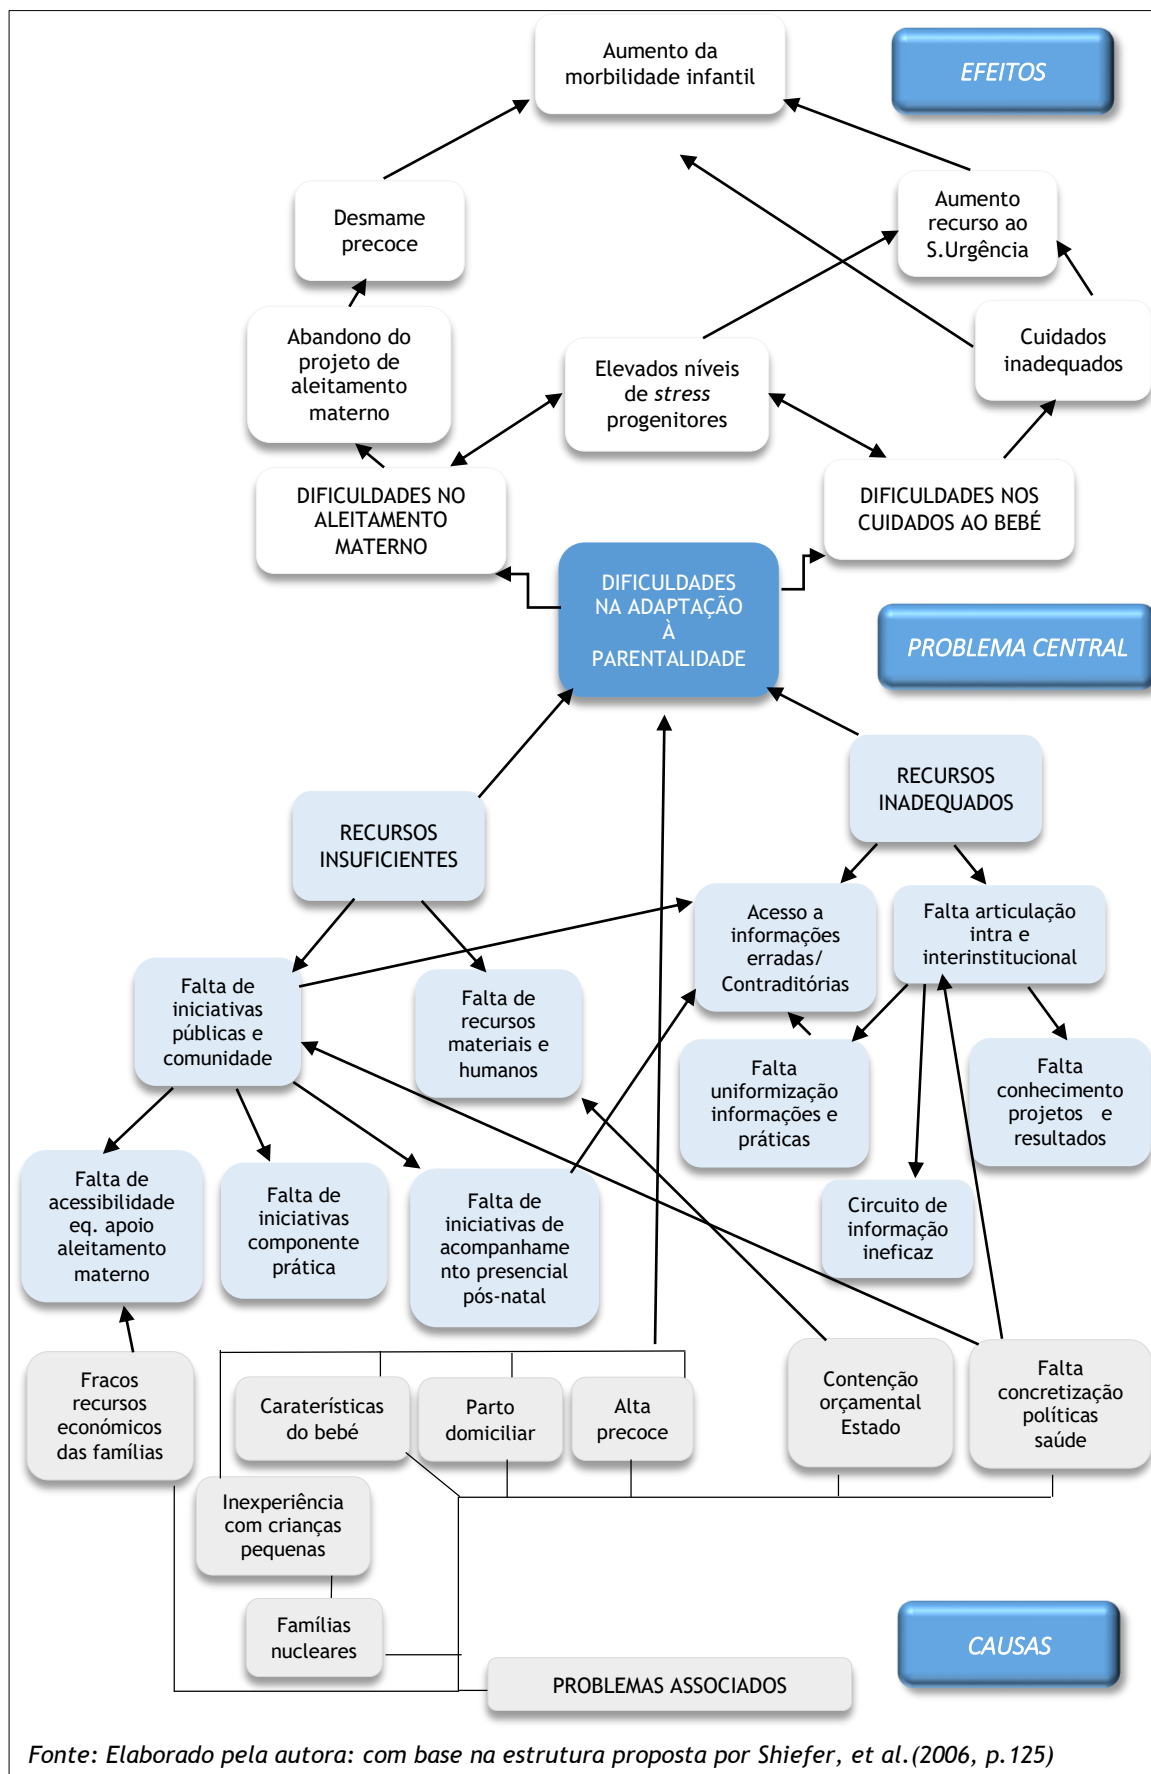 Aumento da
morbilidade infantil
EFEITOS
Desmame
precoce
Aumento
recurso ao
S.Urgência
Abandono do
projeto de
aleitamento
materno
Elevados níveis
de stress
progenitores
Cuidados
inadequados
DIFICULDADES NO
ALEITAMENTO
MATERNO
DIFICULDADES NOS
CUIDADOS AO BEBÉ
DIFICULDADES
NA ADAPTAÇÃO
À
PARENTALIDADE
PROBLEMA CENTRAL
RECURSOS
INADEQUADOS
RECURSOS
INSUFICIENTES
Acesso a
informações
erradas/
Contraditórias
Falta articulação
intra e
interinstitucional
Falta de
iniciativas
públicas e
comunidade
Falta de
recursos
materiais e
humanos
Falta
uniformização
informações e
práticas
Falta
conhecimento
projetos e
resultados
Falta de
acessibilidade
eq. apoio
aleitamento
materno
Falta de
iniciativas
componente
prática
Falta de
iniciativas de
acompanhame
nto presencial
pós-natal
Circuito de
informação
ineficaz
Fracos
recursos
económicos
das famílias
Caraterísticas
do bebé
Parto
domiciliar
Alta
precoce
Contenção
orçamental
Estado
Falta
concretização
políticas
saúde
Inexperiência
com crianças
pequenas
Famílias
nucleares
CAUSAS
PROBLEMAS ASSOCIADOS
Fonte: Elaborado pela autora: com base na estrutura proposta por Shiefer, et al.(2006, p.125)